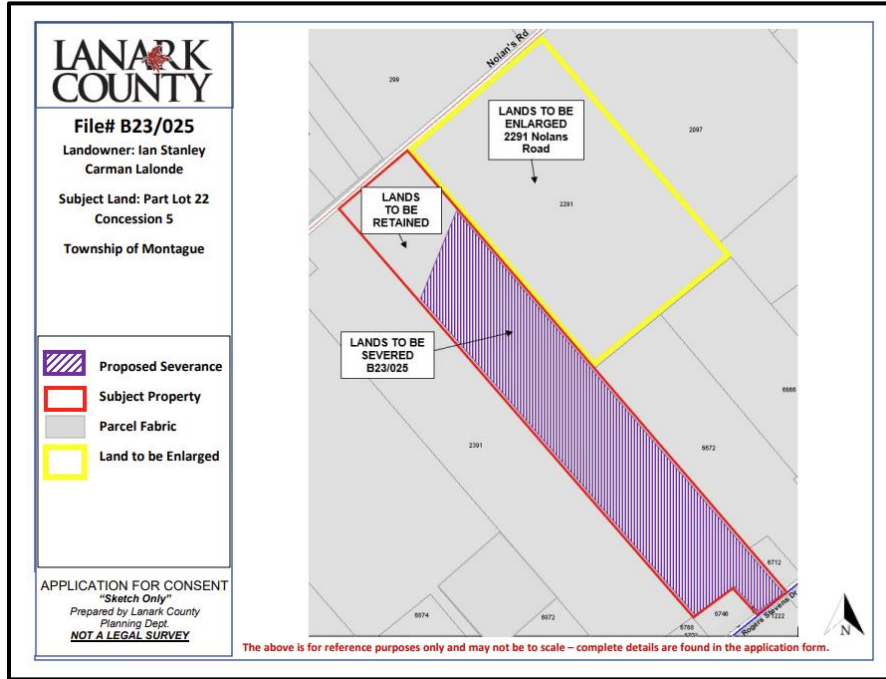 LANARK
COUNTY
File# B23/025
Landowner: Ian Stanley
Carman Lalonde
Subject Land: Part Lot 22
Concession 5
Township of Montague
Proposed Severance
Subject Property
Parcel Fabric
Land to be Enlarged
APPLICATION FOR CONSENT
"Sketch Only"
Prepared by Lanark County
Planning Dept.
NOT A LEGAL SURVEY
Nolan's Rd
299
LANDS TO BE
ENLARGED
2291 Nolans
Road
2097
LANDS
TO BE
RETAINED
2291
LANDS TO BE
SEVERED
B23/025
2391
6672
6712
6746
Rogers Stevens Dr
1222
6674
6672
6768
N
The above is for reference purposes only and may not be to scale – complete details are found in the application form.